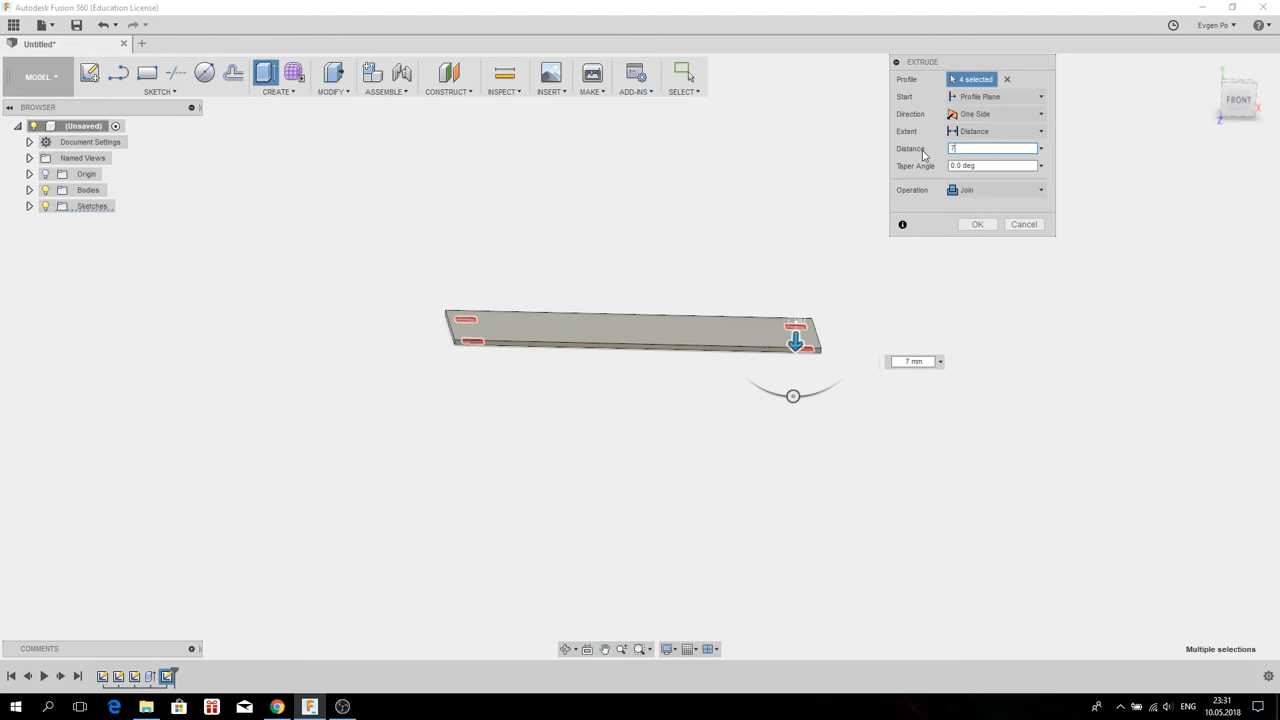 Autodesk Fusion 360 (Education License)
Evgen Po
Untitled*
MODEL
SKETCH
CREATE
MODIFY
ASSEMBLE
CONSTRUCT
INSPECT
INSERT
MAKE
ADD-INS
SELECT
BROWSER
(Unsaved)
Document Settings
Named Views
Origin
Bodies
Sketches
EXTRUDE
Profile 4 selected
Start Profile Plane
Direction One Side
Extent Distance
Distance 7
Taper Angle 0.0 deg
Operation Join
OK Cancel
FRONT
Y
X
Z
7 mm
COMMENTS
Multiple selections
ENG
23:31
10.05.2018